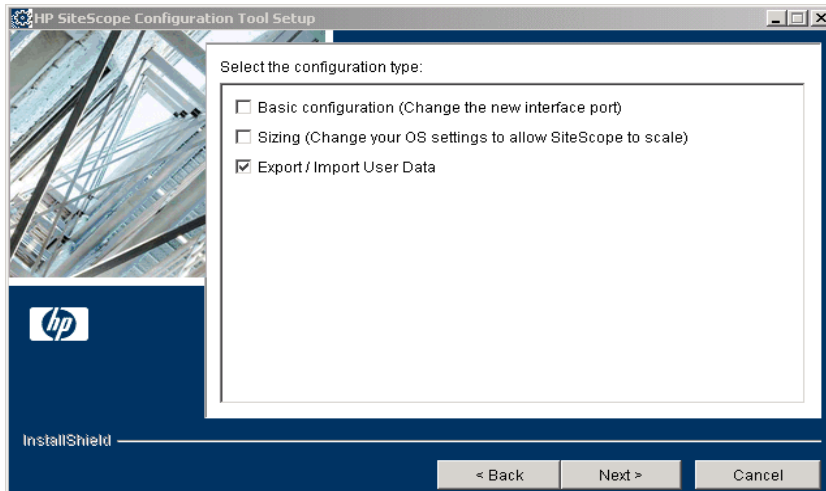 HP SiteScope Configuration Tool Setup
Select the configuration type:
Basic configuration (Change the new interface port)
Sizing (Change your OS settings to allow SiteScope to scale)
Export / Import User Data
hp
InstallShield
< Back
Next >
Cancel